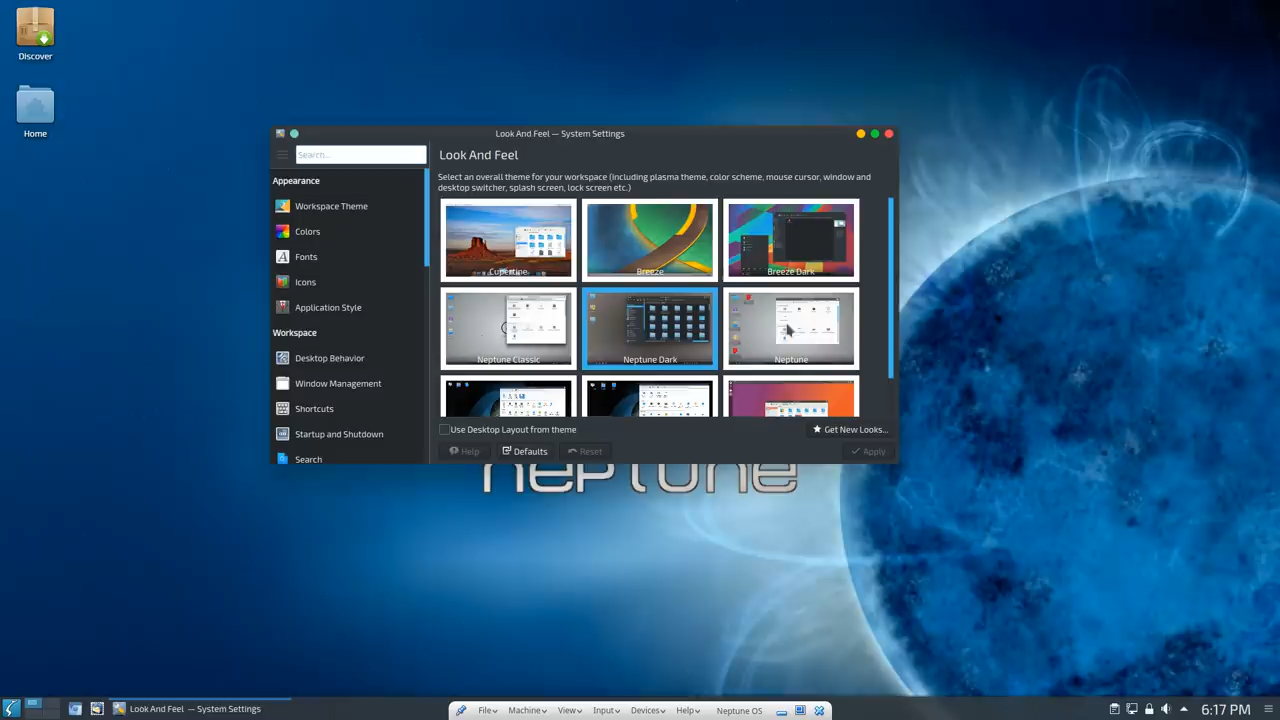 Discover
Home
Look And Feel — System Settings
Search...
Look And Feel
Appearance
Select an overall theme for your workspace (including plasma theme, color scheme, mouse cursor, window and
desktop switcher, splash screen, lock screen etc.)
Workspace Theme
Colors
Fonts
Icons
Application Style
Workspace
Desktop Behavior
Window Management
Shortcuts
Startup and Shutdown
Search
Cupertino
Breeze
Breeze Dark
Neptune Classic
Neptune Dark
Neptune
Use Desktop Layout from theme
Get New Looks...
Help
Defaults
Reset
Apply
neptune
Look And Feel — System Settings
File
Machine
View
Input
Devices
Help
Neptune OS
6:17 PM